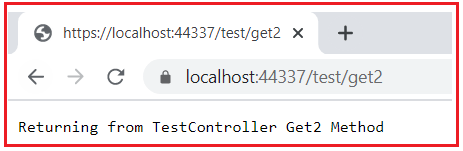 https://localhost:44337/test/get2
localhost:44337/test/get2
Returning from TestController Get2 Method